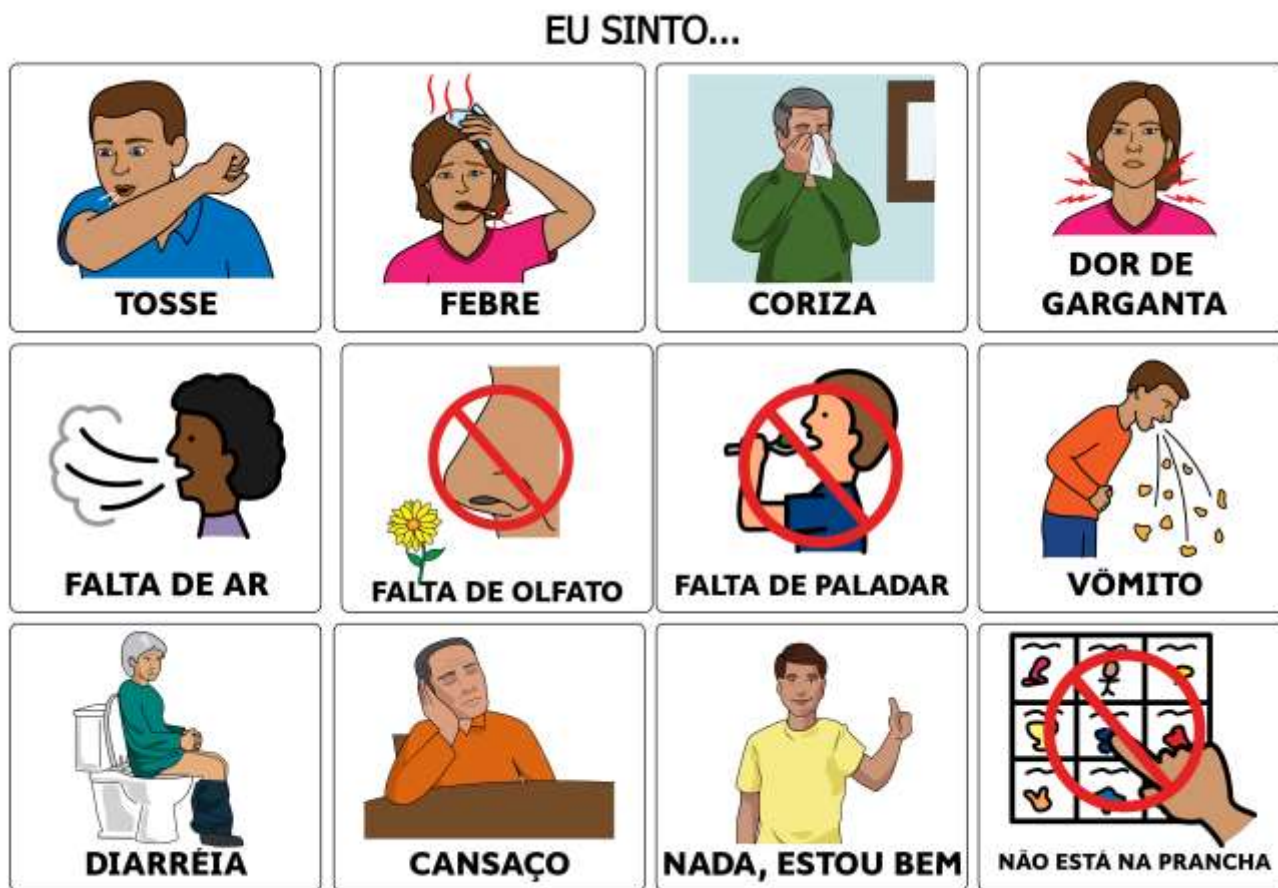 EU SINTO...
TOSSE
FEBRE
CORIZA
DOR DE
GARGANTA
FALTA DE AR
FALTA DE OLFATO
FALTA DE PALADAR
VÔMITO
DIARRÉIA
CANSAÇO
NADA, ESTOU BEM
NÃO ESTÁ NA PRANCHA